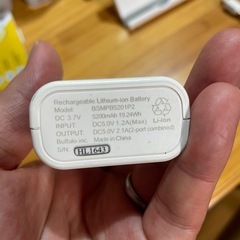 Rechargeable Lithium-ion Battery
MODEL: BSMPB5201P2
DC 3.7V 5200mAh 19.24Wh
INPUT: DC5.0V 1.2A(Max)
OUTPUT: DC5.0V 2.1A(2-port combined)
Buffalo Inc. Made in China
S/N: HL1643
Li-ion